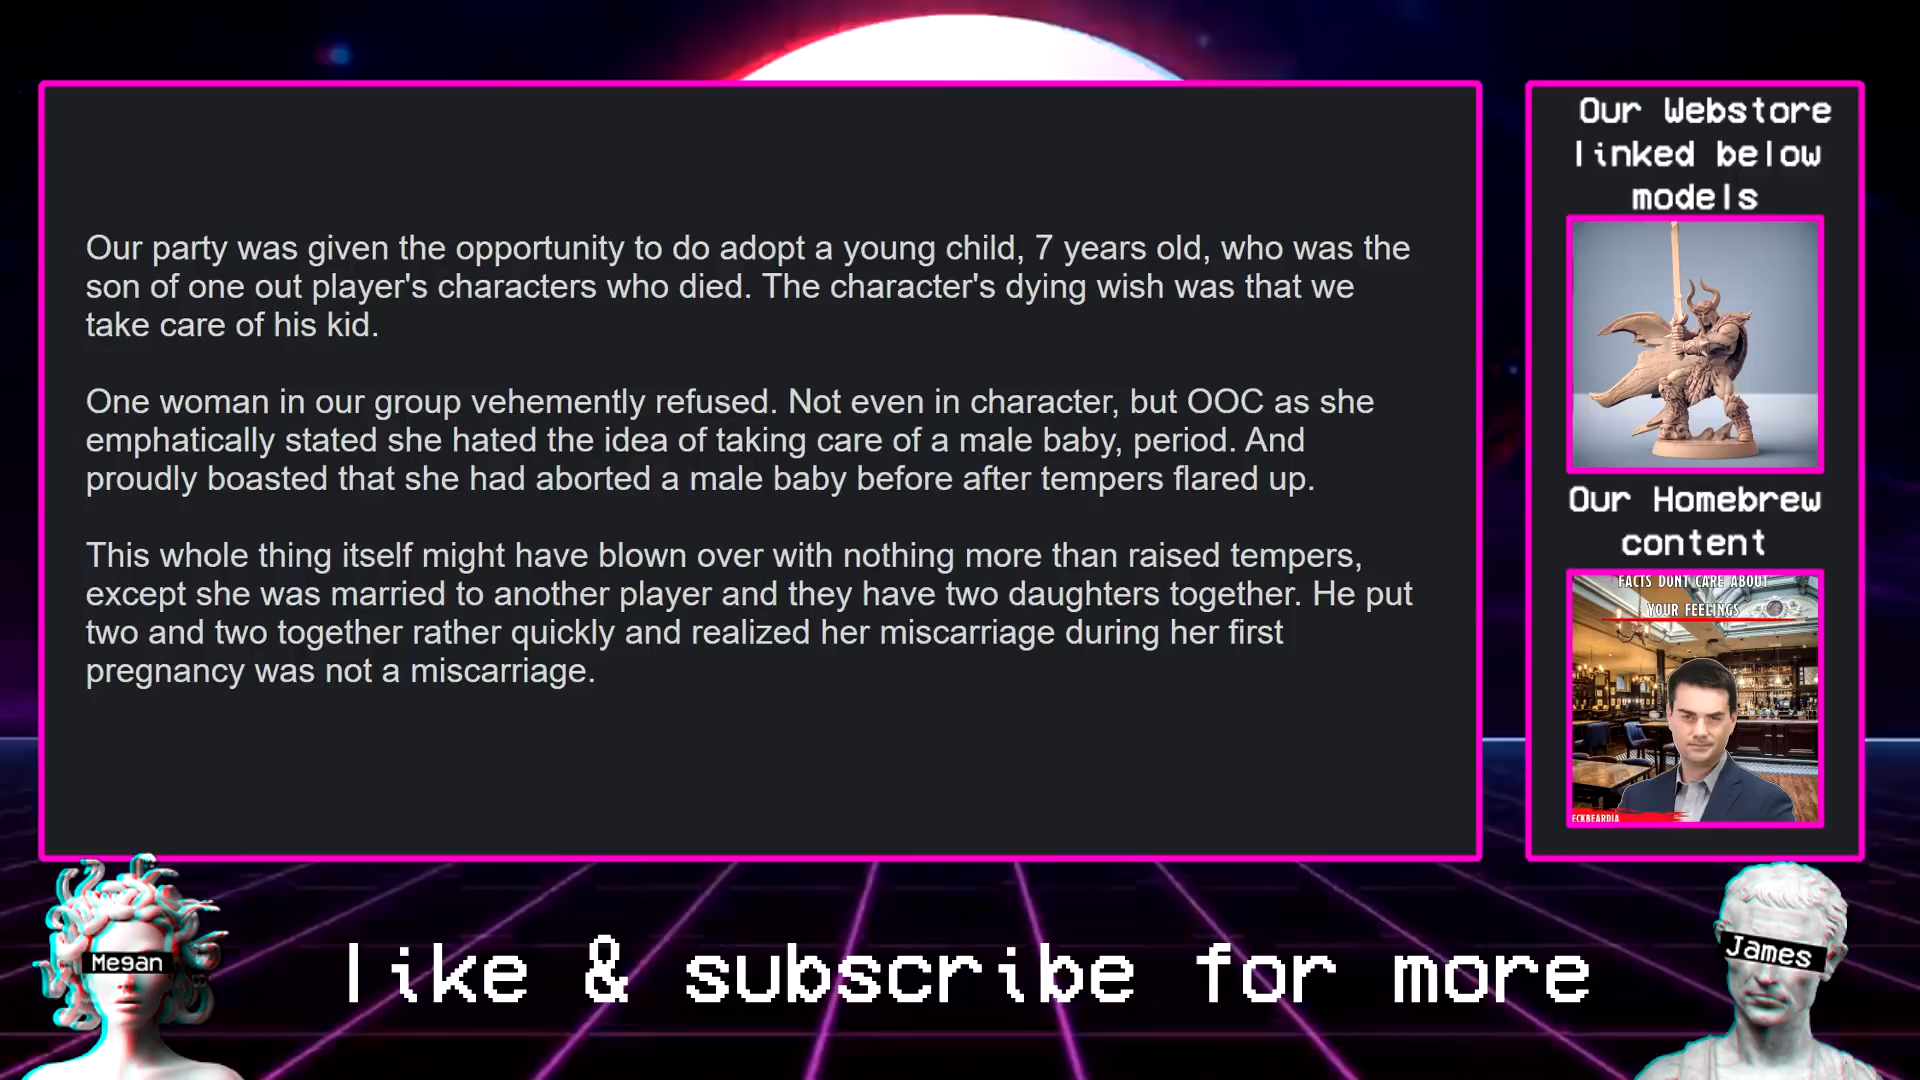 Our party was given the opportunity to do adopt a young child, 7 years old, who was the
son of one out player's characters who died. The character's dying wish was that we
take care of his kid.
One woman in our group vehemently refused. Not even in character, but OOC as she
emphatically stated she hated the idea of taking care of a male baby, period. And
proudly boasted that she had aborted a male baby before after tempers flared up.
This whole thing itself might have blown over with nothing more than raised tempers,
except she was married to another player and they have two daughters together. He put
two and two together rather quickly and realized her miscarriage during her first
pregnancy was not a miscarriage.
Our Webstore
linked below
models
Our Homebrew
content
FACTS DONT CARE ABOUT
YOUR FEELINGS
ECKBEARDIA
Megan
like & subscribe for more
James